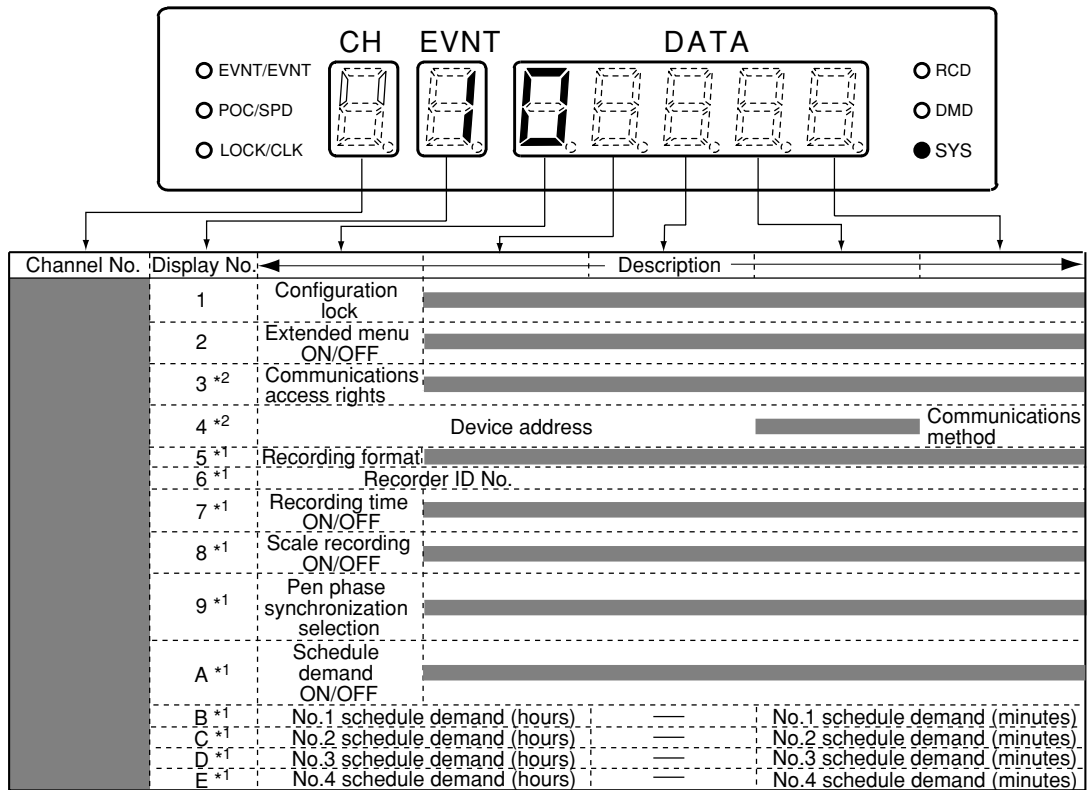 CH EVNT DATA
EVNT/EVNT
POC/SPD
LOCK/CLK
1 0
RCD
DMD
SYS
Channel No. Display No. Description
1 Configuration lock
2 Extended menu ON/OFF
3 *2 Communications access rights
4 *2 Device address Communications method
5 *1 Recording format
6 *1 Recorder ID No.
7 *1 Recording time ON/OFF
8 *1 Scale recording ON/OFF
9 *1 Pen phase synchronization selection
A *1 Schedule demand ON/OFF
B *1 No.1 schedule demand (hours) — No.1 schedule demand (minutes)
C *1 No.2 schedule demand (hours) — No.2 schedule demand (minutes)
D *1 No.3 schedule demand (hours) — No.3 schedule demand (minutes)
E *1 No.4 schedule demand (hours) — No.4 schedule demand (minutes)